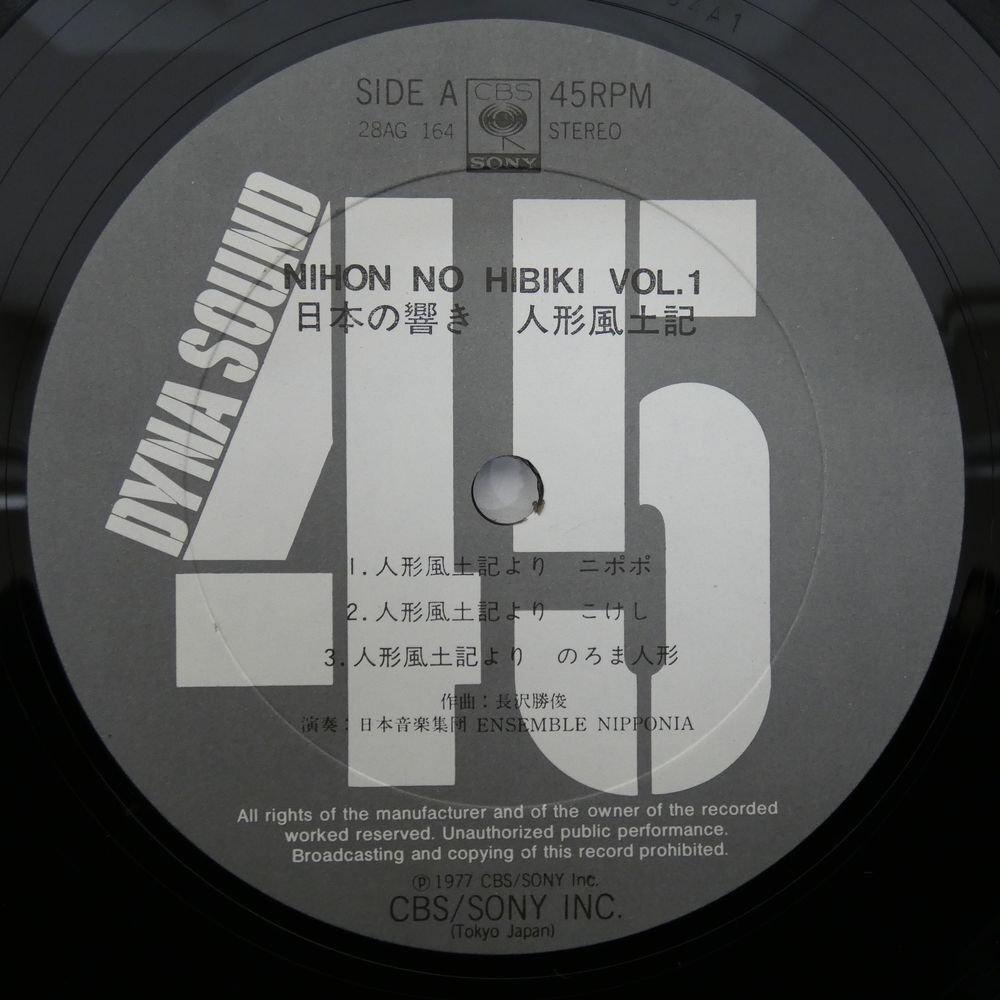 SIDE A CBS 45RPM
28AG 164 SONY STEREO
DYNA SOUND
45
NIHON NO HIBIKI VOL.1
日本の響き 人形風土記
1.人形風土記より ニポポ
2.人形風土記より こけし
3.人形風土記より のろま人形
作曲：長沢勝俊
演奏：日本音楽集団 ENSEMBLE NIPPONIA
All rights of the manufacturer and of the owner of the recorded
worked reserved. Unauthorized public performance.
Broadcasting and copying of this record prohibited.
Ⓟ1977 CBS/SONY Inc.
CBS/SONY INC.
(Tokyo Japan)